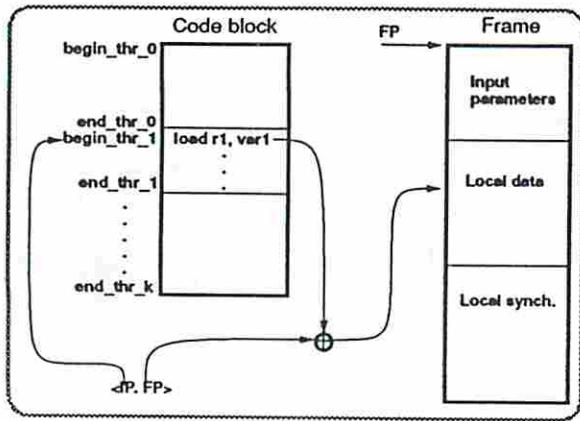 Code block
Frame
begin_thr_0
FP
Input
parameters
end_thr_0
begin_thr_1
load r1, var1
end_thr_1
Local data
end_thr_k
Local synch.
<IP. FP>